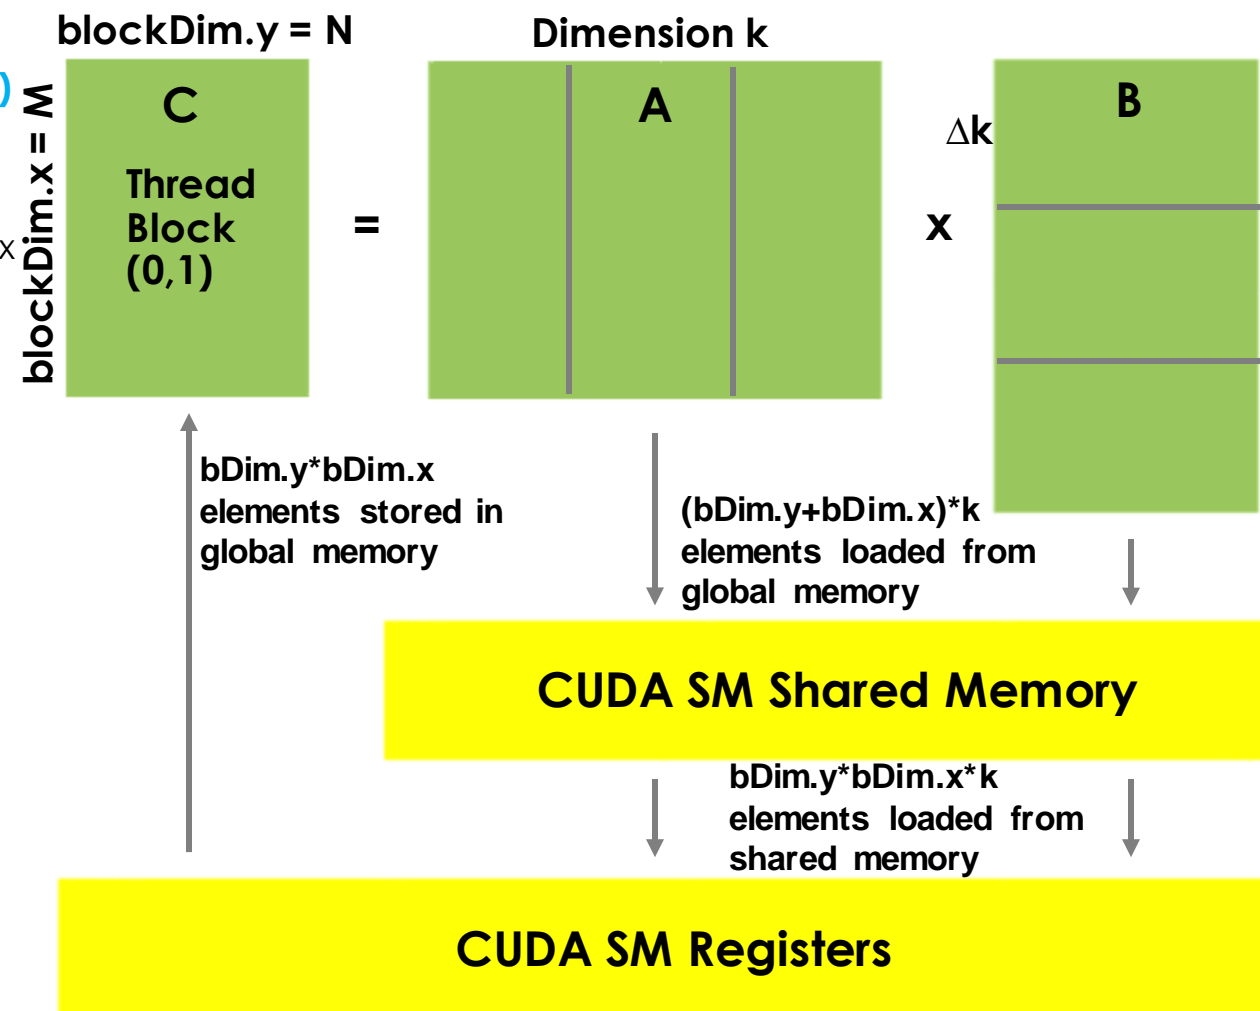 blockDim.y = N
Dimension k
)
blockDim.x = M
x
C
Thread
Block
(0,1)
=
A
x
Δk
B
bDim.y*bDim.x
elements stored in
global memory
(bDim.y+bDim.x)*k
elements loaded from
global memory
CUDA SM Shared Memory
bDim.y*bDim.x*k
elements loaded from
shared memory
CUDA SM Registers